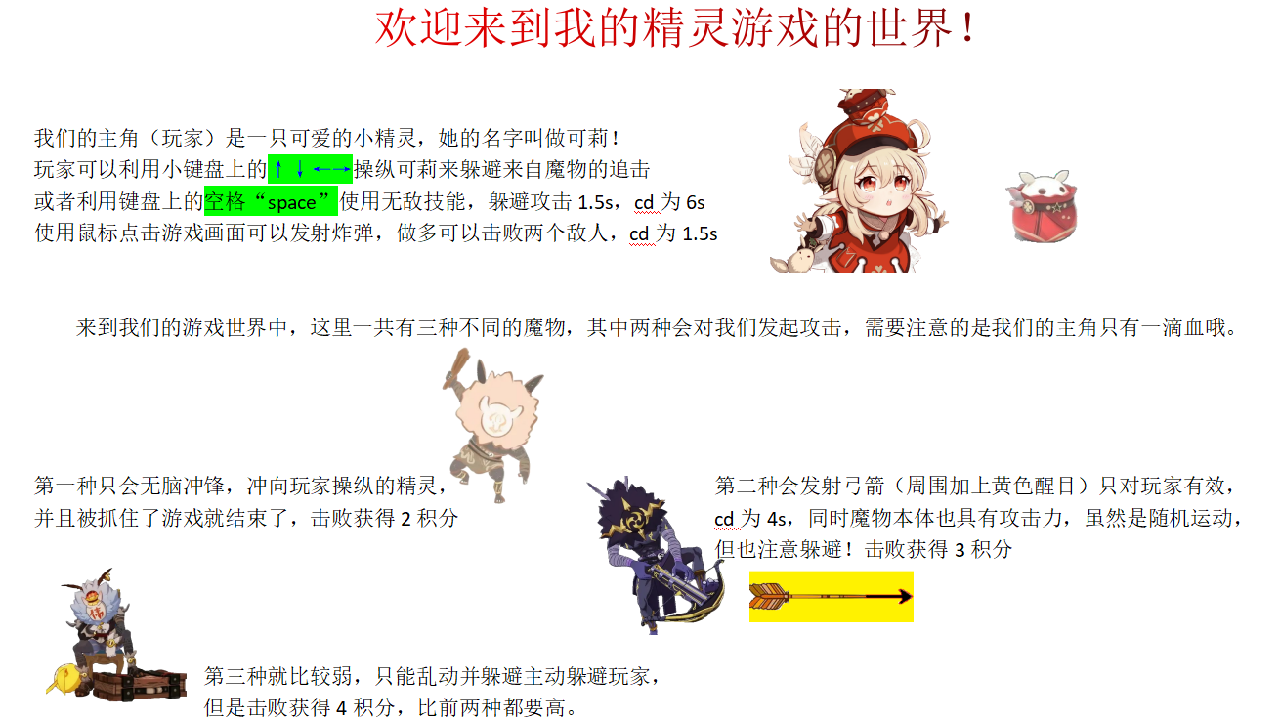 欢迎来到我的精灵游戏的世界！
我们的主角（玩家）是一只可爱的小精灵，她的名字叫做可莉！
玩家可以利用小键盘上的↑↓←→操纵可莉来躲避来自魔物的追击
或者利用键盘上的空格“space”使用无敌技能，躲避攻击1.5s，cd为6s
使用鼠标点击游戏画面可以发射炸弹，做多可以击败两个敌人，cd为1.5s
来到我们的游戏世界中，这里一共有三种不同的魔物，其中两种会对我们发起攻击，需要注意的是我们的主角只有一滴血哦。
第一种只会无脑冲锋，冲向玩家操纵的精灵，
并且被抓住了游戏就结束了，击败获得2积分
第二种会发射弓箭（周围加上黄色醒日）只对玩家有效，
cd为4s，同时魔物本体也具有攻击力，虽然是随机运动，
但也注意躲避！击败获得3积分
第三种就比较弱，只能乱动并躲避主动躲避玩家，
但是击败获得4积分，比前两种都要高。